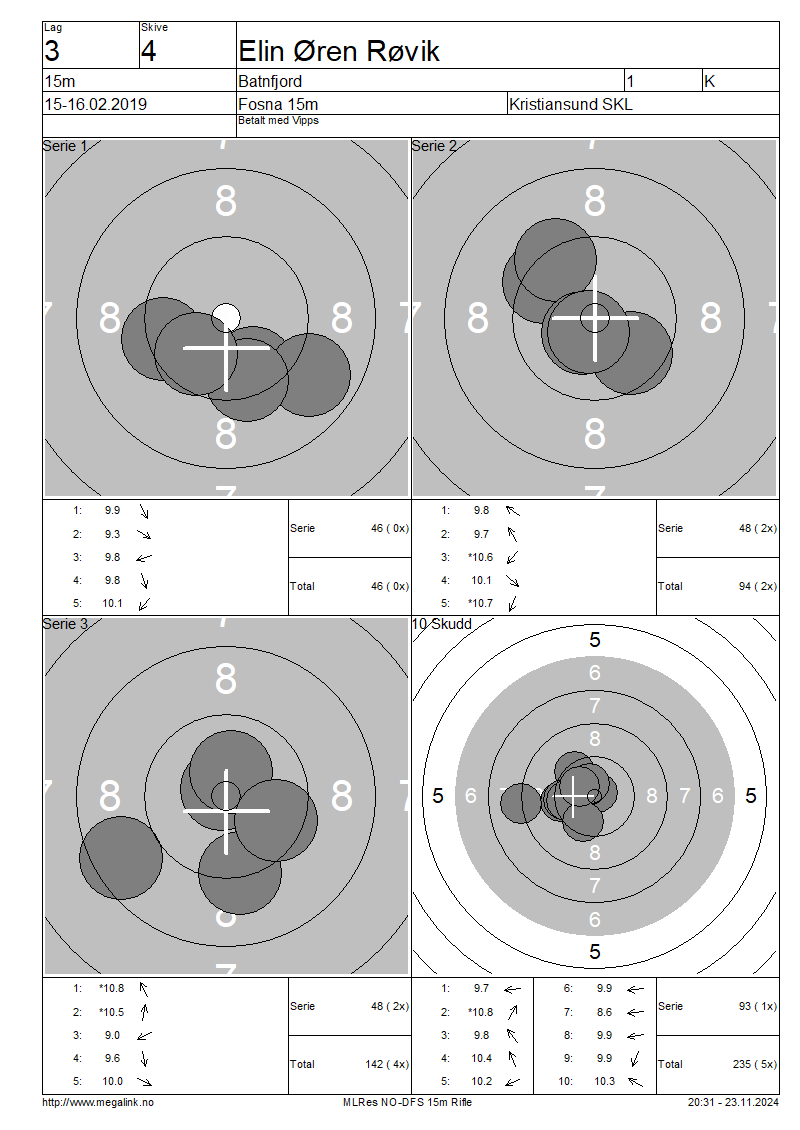 Lag
Skive
3
4
Elin Øren Røvik
15m
Batnfjord
1
K
15-16.02.2019
Fosna 15m
Kristiansund SKL
Betalt med Vipps
Serie 1
7
8
7
8
8
7
8
7
Serie 2
7
8
8
8
7
8
7
1: 9.9
2: 9.3
3: 9.8
4: 9.8
5: 10.1
Serie 46 ( 0x)
Total 46 ( 0x)
1: 9.8
2: 9.7
3: *10.6
4: 10.1
5: *10.7
Serie 48 ( 2x)
Total 94 ( 2x)
Serie 3
7
8
7
8
8
7
8
7
10 Skudd
5
6
7
8
5
6
7
8
7
6
5
8
7
6
5
1: *10.8
2: *10.5
3: 9.0
4: 9.6
5: 10.0
Serie 48 ( 2x)
Total 142 ( 4x)
1: 9.7
2: *10.8
3: 9.8
4: 10.4
5: 10.2
6: 9.9
7: 8.6
8: 9.9
9: 9.9
10: 10.3
Serie 93 ( 1x)
Total 235 ( 5x)
http://www.megalink.no
MLRes NO-DFS 15m Rifle
20:31 - 23.11.2024